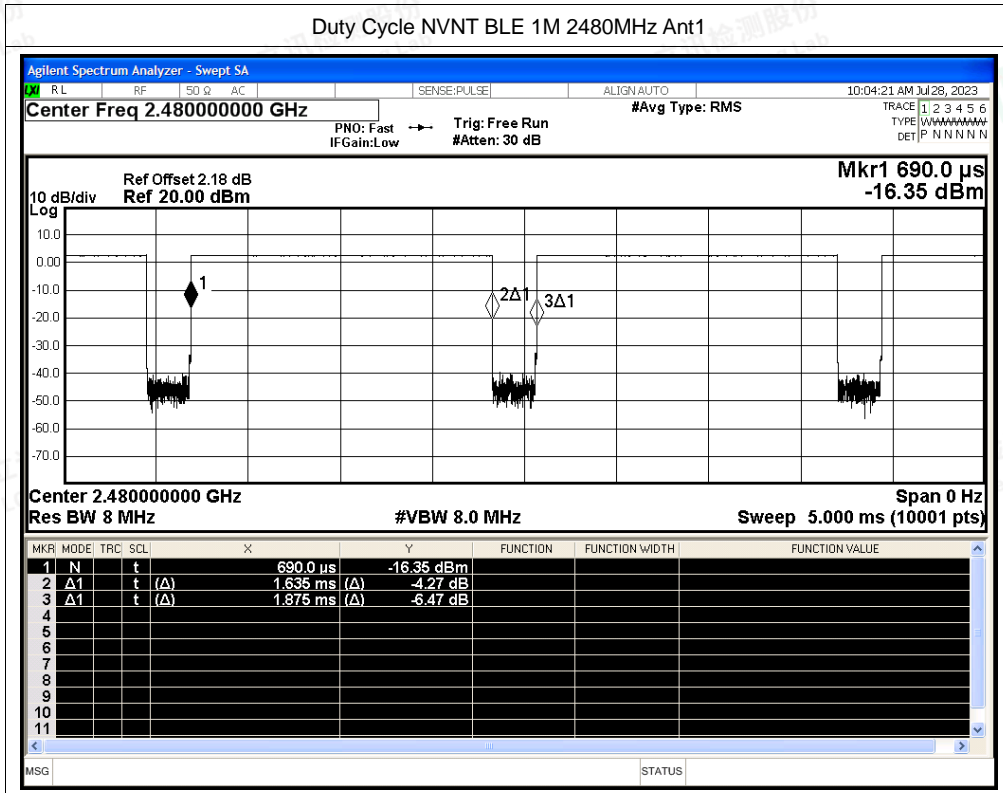 Duty Cycle NVNT BLE 1M 2480MHz Ant1
Agilent Spectrum Analyzer - Swept SA
LXI RL RF 50 Ω AC SENSE:PULSE ALIGN AUTO 10:04:21 AM Jul 28, 2023
Center Freq 2.480000000 GHz #Avg Type: RMS TRACE 1 2 3 4 5 6
PNO: Fast Trig: Free Run TYPE WWWWWW
IFGain:Low #Atten: 30 dB DET P N N N N N
Mkr1 690.0 µs
Ref Offset 2.18 dB
10 dB/div Ref 20.00 dBm -16.35 dBm
Log
10.0
0.00
-10.0
-20.0
-30.0
-40.0
-50.0
-60.0
-70.0
1
2Δ1
3Δ1
Center 2.480000000 GHz Span 0 Hz
Res BW 8 MHz #VBW 8.0 MHz Sweep 5.000 ms (10001 pts)
MKR MODE TRC SCL X Y FUNCTION FUNCTION WIDTH FUNCTION VALUE
1 N t 690.0 µs -16.35 dBm
2 Δ1 t (Δ) 1.635 ms (Δ) -4.27 dB
3 Δ1 t (Δ) 1.875 ms (Δ) -6.47 dB
4
5
6
7
8
9
10
11
MSG STATUS